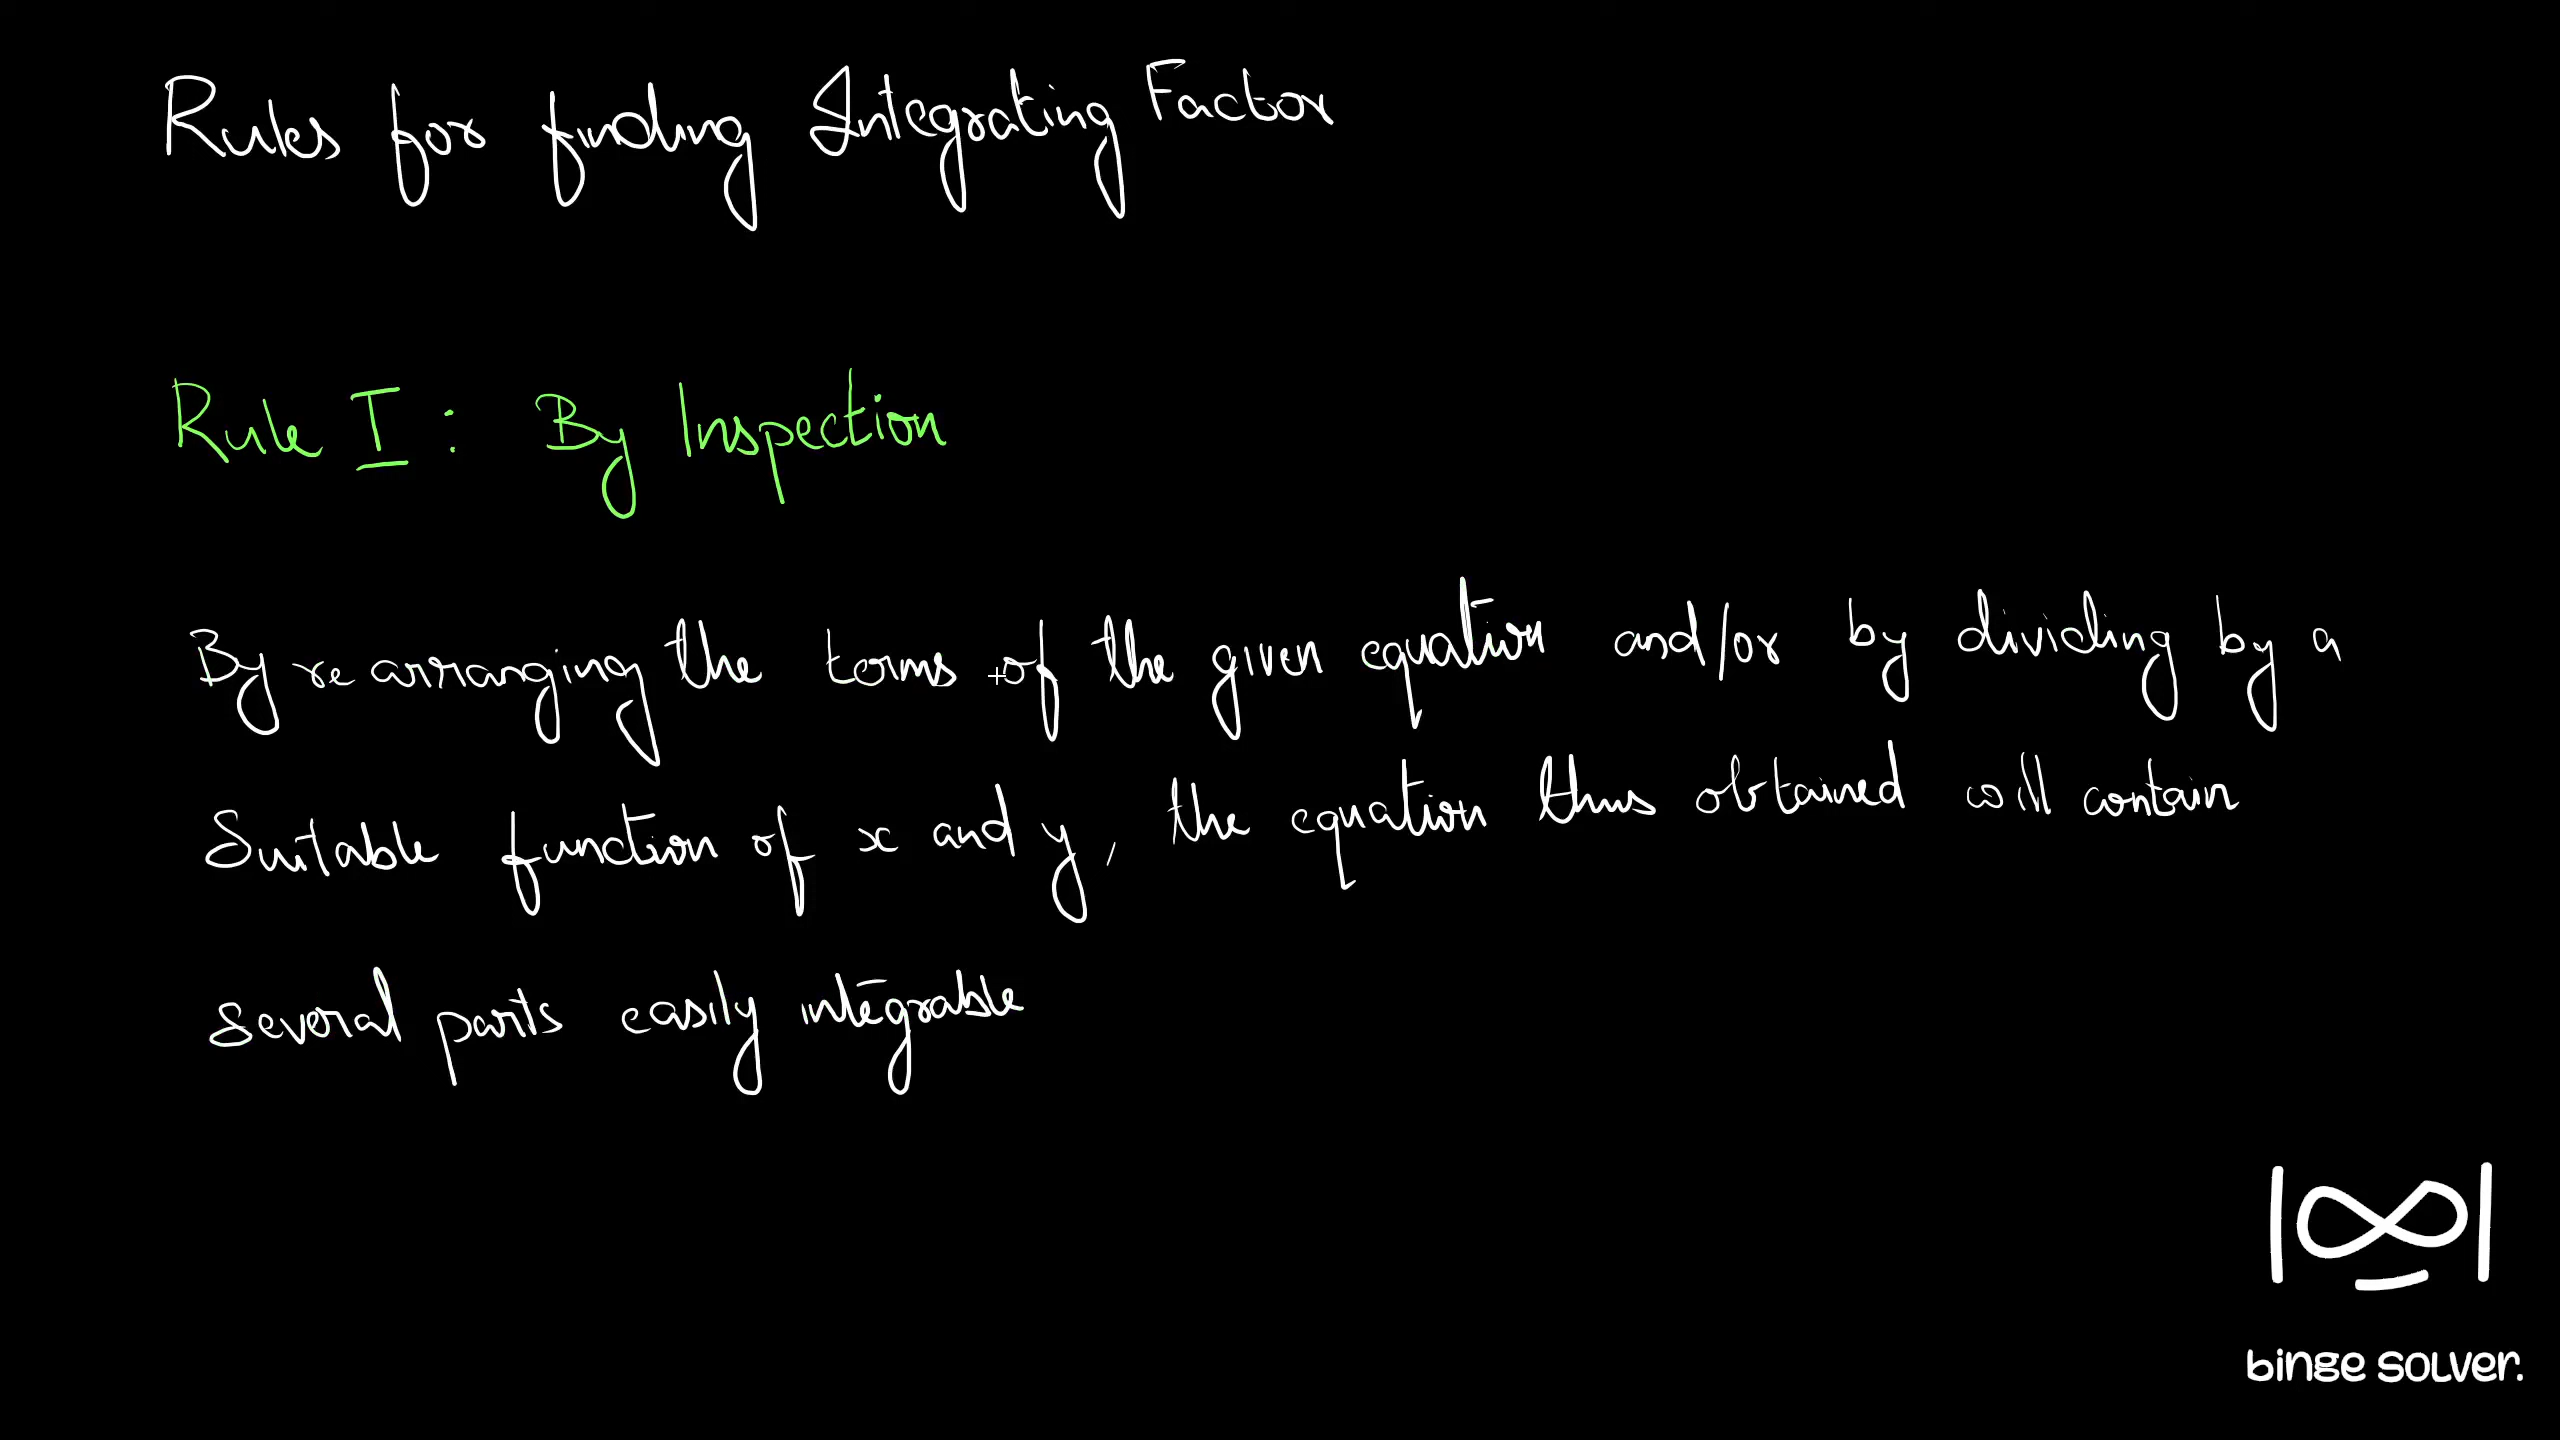 Rules for finding Integrating Factor
Rule I : By Inspection
By re arranging the terms of the given equation and/or by dividing by a
Suitable function of x and y, the equation thus obtained will contain
several parts easily integrable
binge solver.